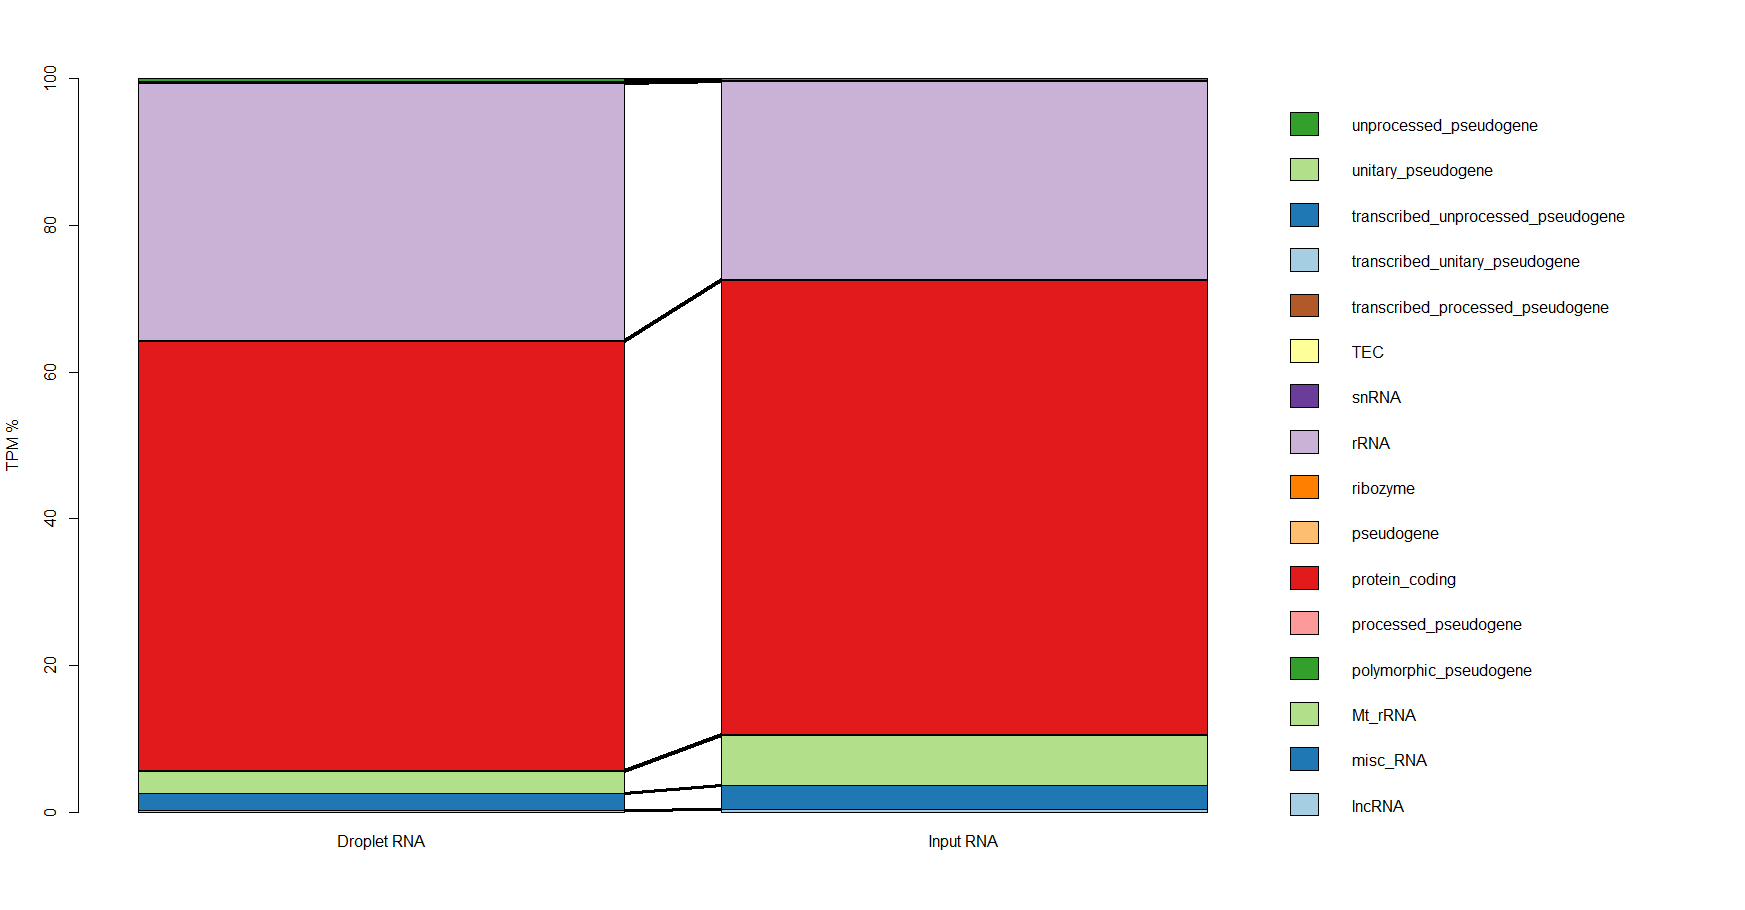 TPM %
100
80
60
40
20
0
Droplet RNA
Input RNA
unprocessed_pseudogene
unitary_pseudogene
transcribed_unprocessed_pseudogene
transcribed_unitary_pseudogene
transcribed_processed_pseudogene
TEC
snRNA
rRNA
ribozyme
pseudogene
protein_coding
processed_pseudogene
polymorphic_pseudogene
Mt_rRNA
misc_RNA
lncRNA